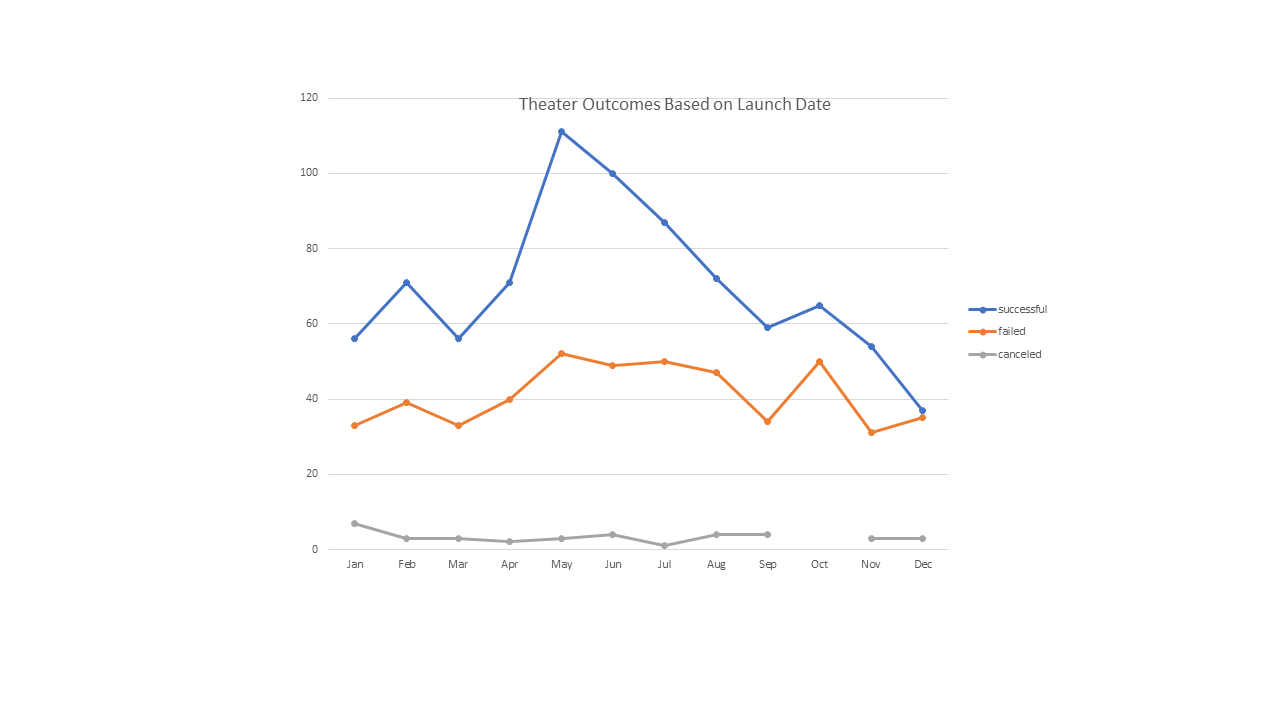 Theater Outcomes Based on Launch Date
120
100
80
60
40
20
0
Jan Feb Mar Apr May Jun Jul Aug Sep Oct Nov Dec
successful
failed
canceled